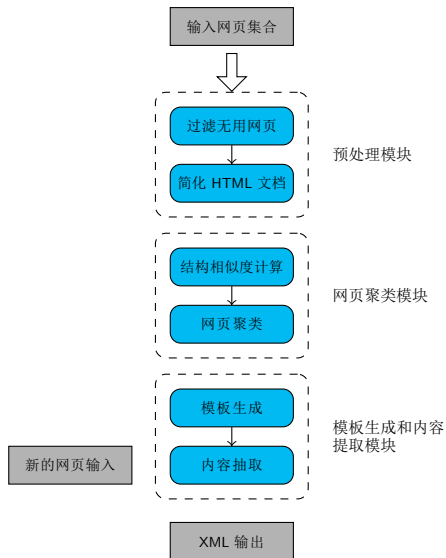 输入网页集合
过滤无用网页
简化 HTML 文档
预处理模块
结构相似度计算
网页聚类
网页聚类模块
模板生成
内容抽取
模板生成和内容
提取模块
新的网页输入
XML 输出